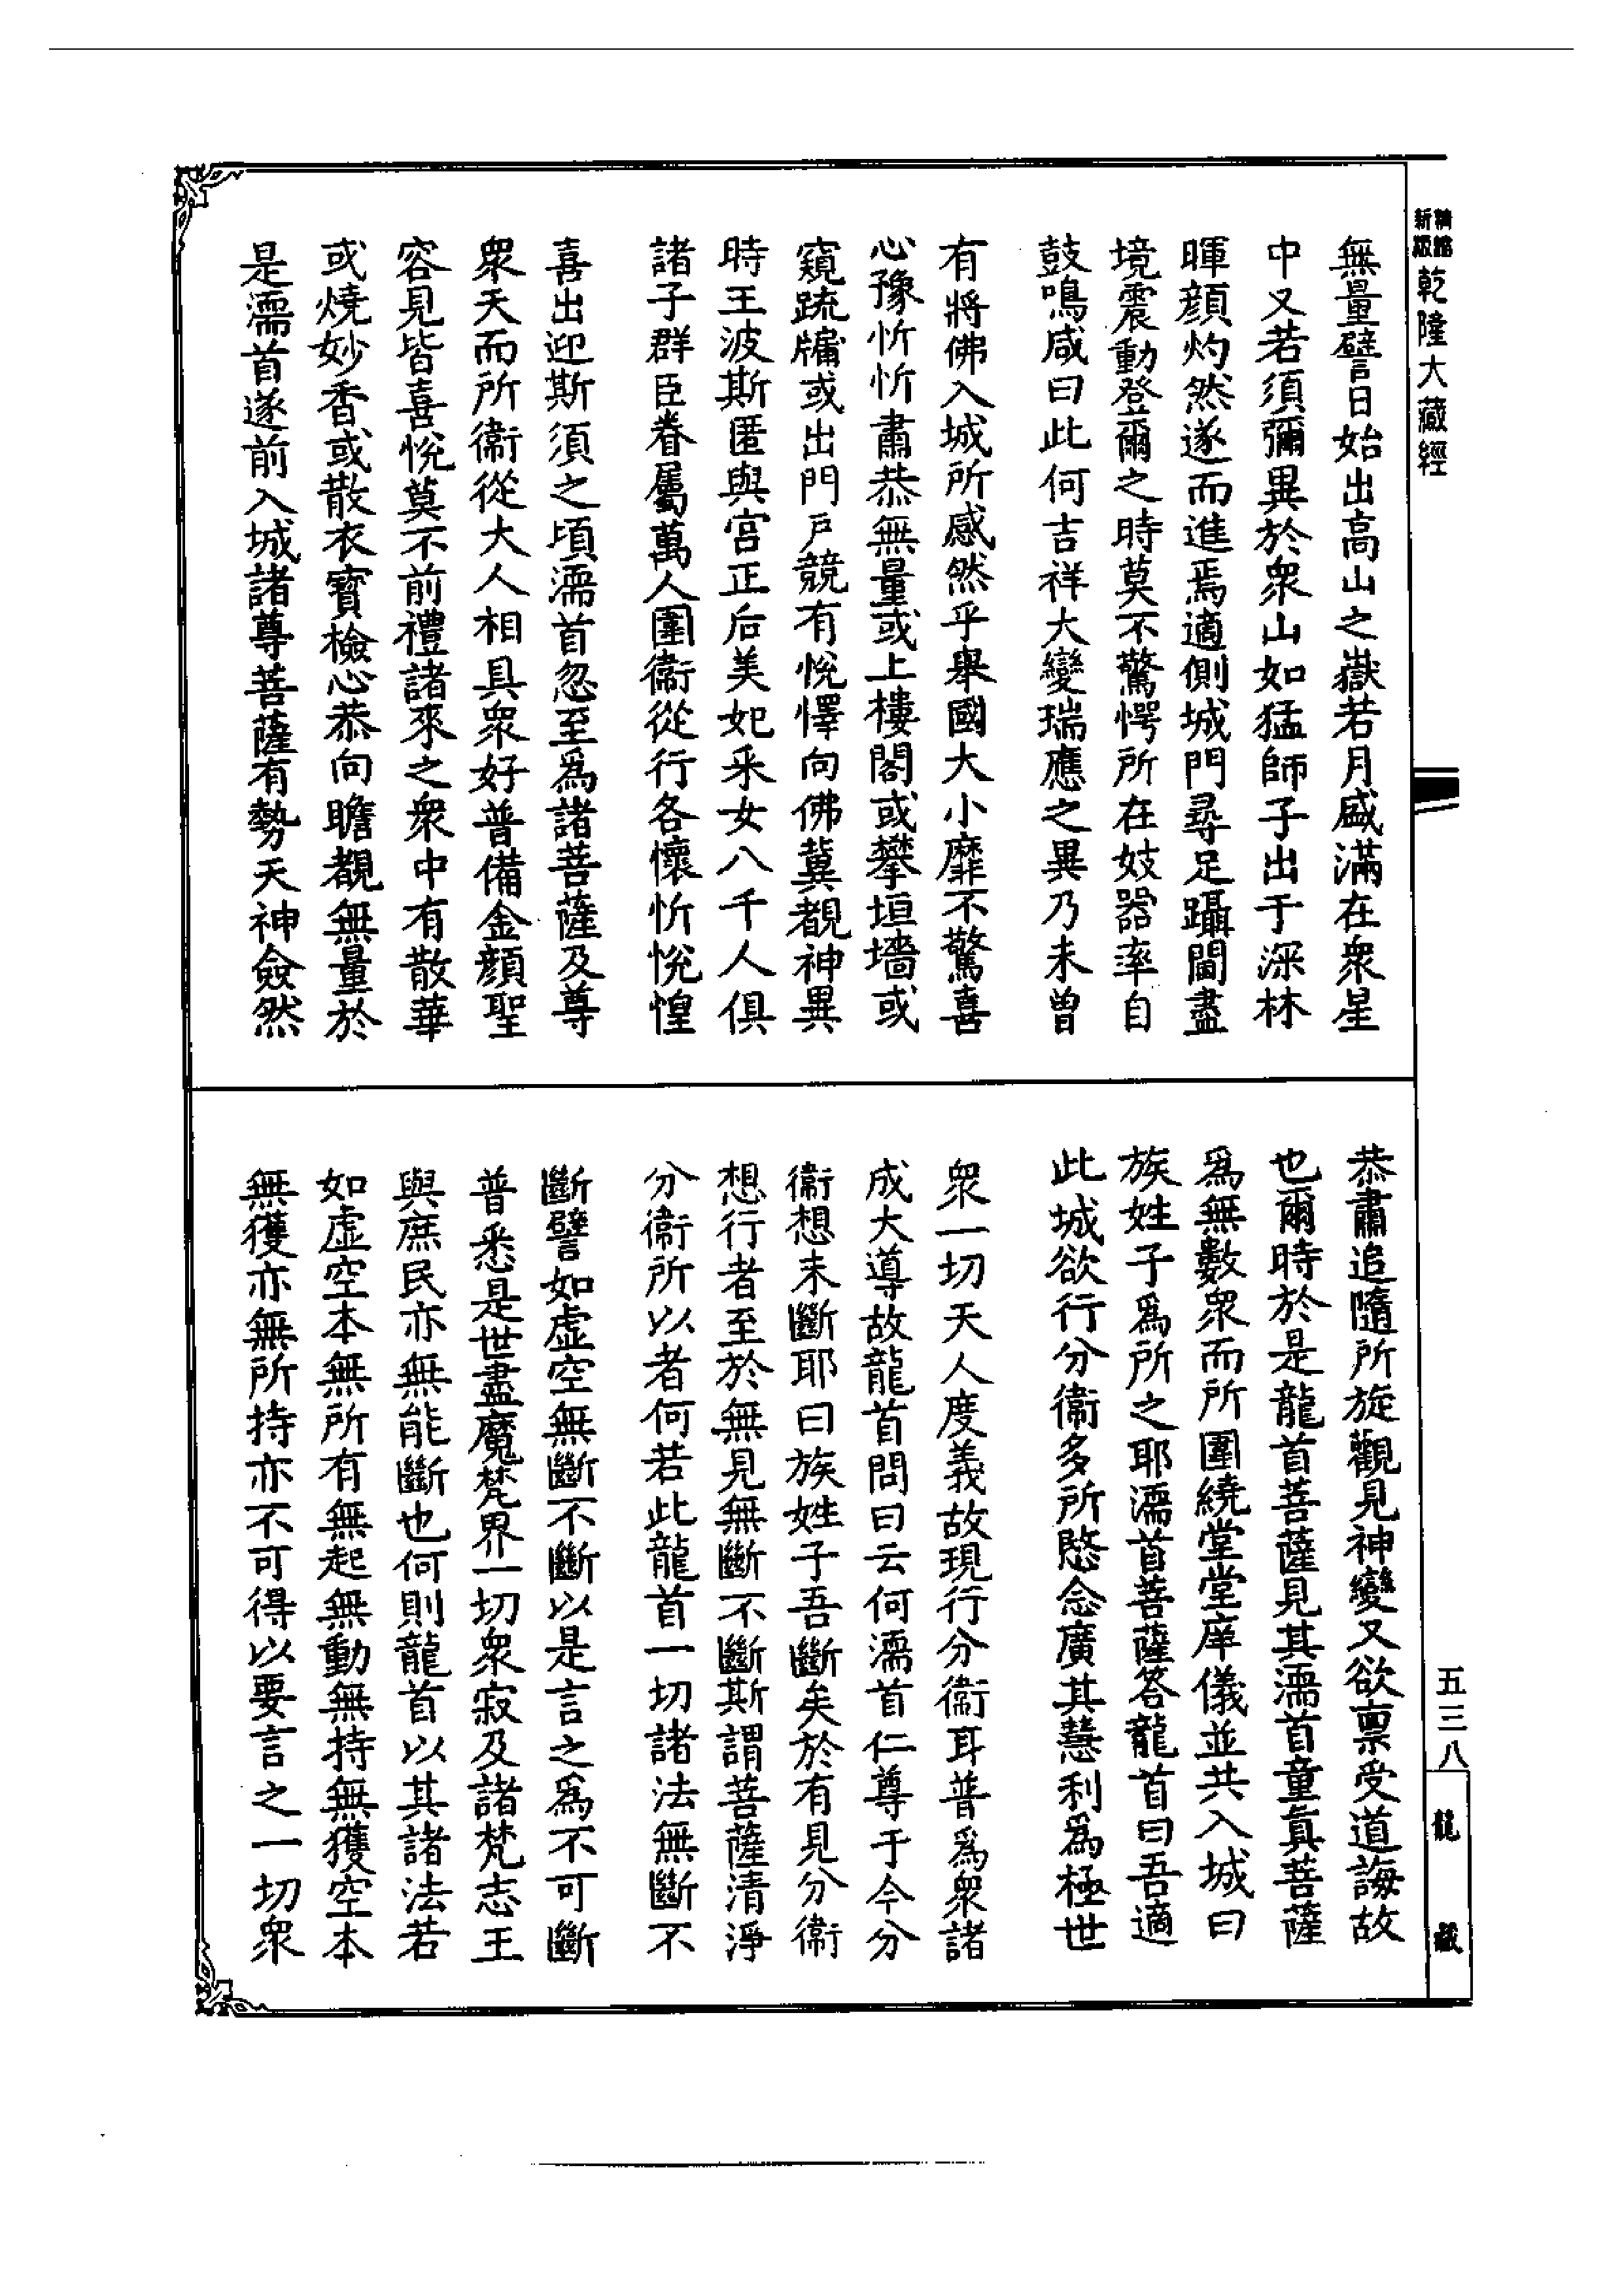 精縮
新版
乾隆大藏經
無量譬日始出高山之嶽若月盛滿在衆星
中又若須彌異於衆山如猛師子出于深林
暉顏灼然遂而進焉適側城門尋足躡閫盡
境震動登爾之時莫不驚愕所在妓器率自
鼓鳴咸曰此何吉祥大變瑞應之異乃未曾
有將佛入城所感然乎舉國大小靡不驚喜
心豫忻忻肅恭無量或上樓閣或攀垣墻或
窺疏牖或出門戶競有悅懌向佛冀覩神異
時王波斯匿與宮正后美妃釆女八千人俱
諸子群臣眷屬萬人圍衞從行各懷忻悅惶
喜出迎斯須之頃濡首忽至爲諸菩薩及尊
衆天而所衞從大人相具衆好普備金顏聖
容見皆喜悅莫不前禮諸來之衆中有散華
或燒妙香或散衣寳檢心恭向瞻覩無量於
是濡首遂前入城諸尊菩薩有勢天神僉然
恭肅追隨所旋觀見神變又欲禀受道誨故
也爾時於是龍首菩薩見其濡首童眞菩薩
爲無數衆而所圍繞堂堂庠儀並共入城曰
族姓子爲所之耶濡首菩薩答龍首曰吾適
此城欲行分衞多所愍念廣其慧利爲極世
衆一切天人度義故現行分衞耳普爲衆諸
成大導故龍首問曰云何濡首仁尊于今分
衞想未斷耶曰族姓子吾斷矣於有見分衞
想行者至於無見無斷不斷斯謂菩薩清淨
分衞所以者何若此龍首一切諸法無斷不
斷譬如虛空無斷不斷以是言之爲不可斷
普悉是世盡魔梵界一切衆寂及諸梵志王
與庶民亦無能斷也何則龍首以其諸法若
如虛空本無所有無起無動無持無獲空本
無獲亦無所持亦不可得以要言之一切衆
五三八
龍藏